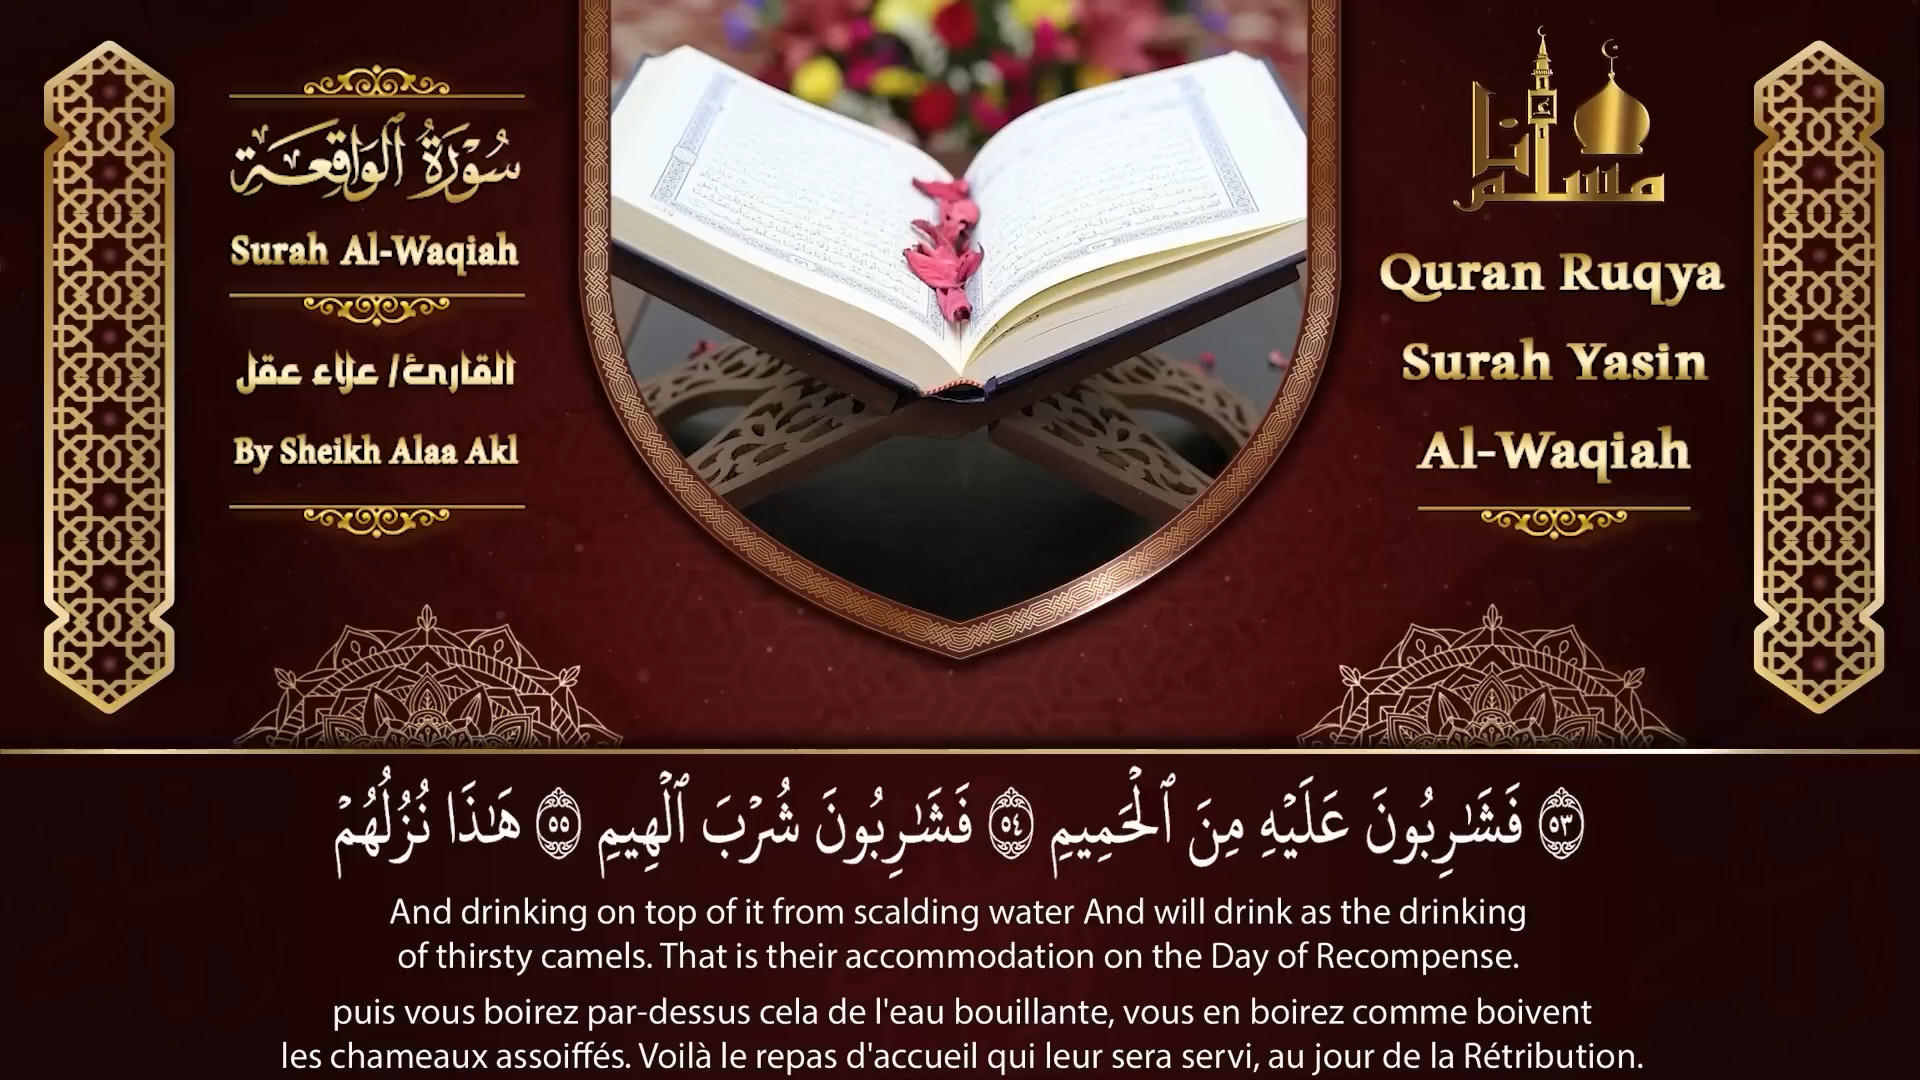 سُورَةُ ٱلْوَاقِعَة
Surah Al-Waqiah
القارئ/ علاء عقل
By Sheikh Alaa Akl
أنا مسلم
Quran Ruqya
Surah Yasin
Al-Waqiah
٥٣ فَشَـٰرِبُونَ عَلَيْهِ مِنَ ٱلْحَمِيمِ ٥٤ فَشَـٰرِبُونَ شُرْبَ ٱلْهِيمِ ٥٥ هَـٰذَا نُزُلُهُمْ
And drinking on top of it from scalding water And will drink as the drinking
of thirsty camels. That is their accommodation on the Day of Recompense.
puis vous boirez par-dessus cela de l'eau bouillante, vous en boirez comme boivent
les chameaux assoiffés. Voilà le repas d'accueil qui leur sera servi, au jour de la Rétribution.